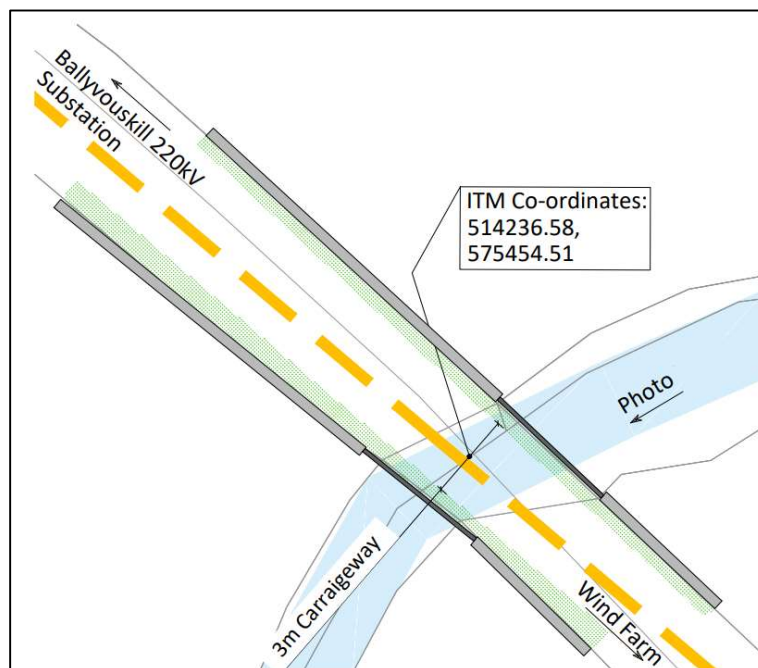 Ballyvouskill 220kV
Substation
ITM Co-ordinates:
514236.58,
575454.51
Photo
3m Carraigeway
Wind Farm